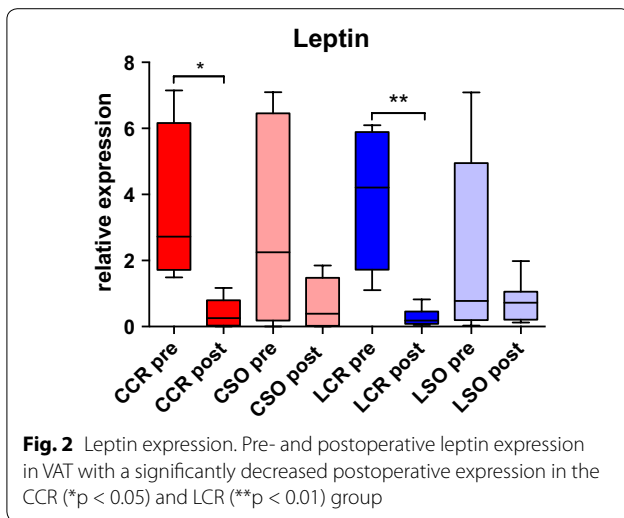 Leptin
8
6
4
2
0
relative expression
*
**
CCR pre
CCR post
CSO pre
CSO post
LCR pre
LCR post
LSO pre
LSO post
Fig. 2 Leptin expression. Pre- and postoperative leptin expression
in VAT with a significantly decreased postoperative expression in the
CCR (*p < 0.05) and LCR (**p < 0.01) group